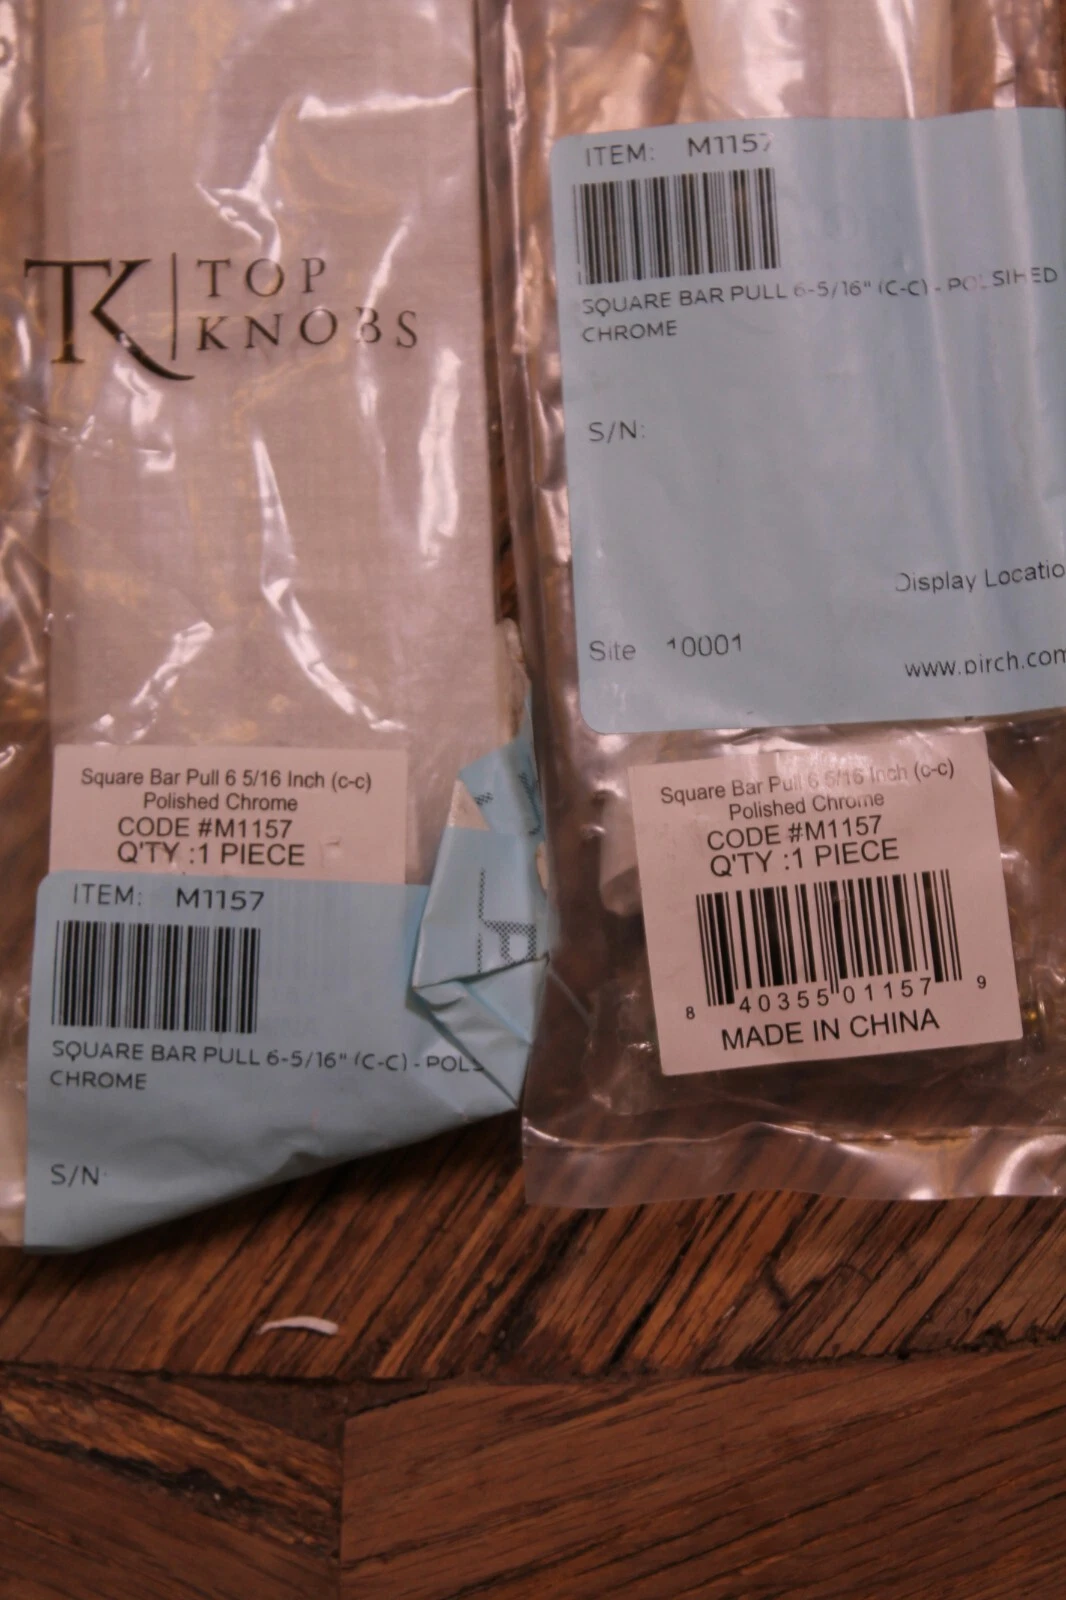 TK TOP
KNOBS
Square Bar Pull 6 5/16 Inch (c-c)
Polished Chrome
CODE #M1157
Q'TY :1 PIECE
ITEM: M1157
SQUARE BAR PULL 6-5/16" (C-C) - POLS
CHROME
S/N:
ITEM: M1157
SQUARE BAR PULL 6-5/16" (C-C) - POLSIHED
CHROME
S/N:
Display Locatio
Site 10001
www.pirch.com
Square Bar Pull 6 5/16 Inch (c-c)
Polished Chrome
CODE #M1157
Q'TY :1 PIECE
8 40355 01157 9
MADE IN CHINA